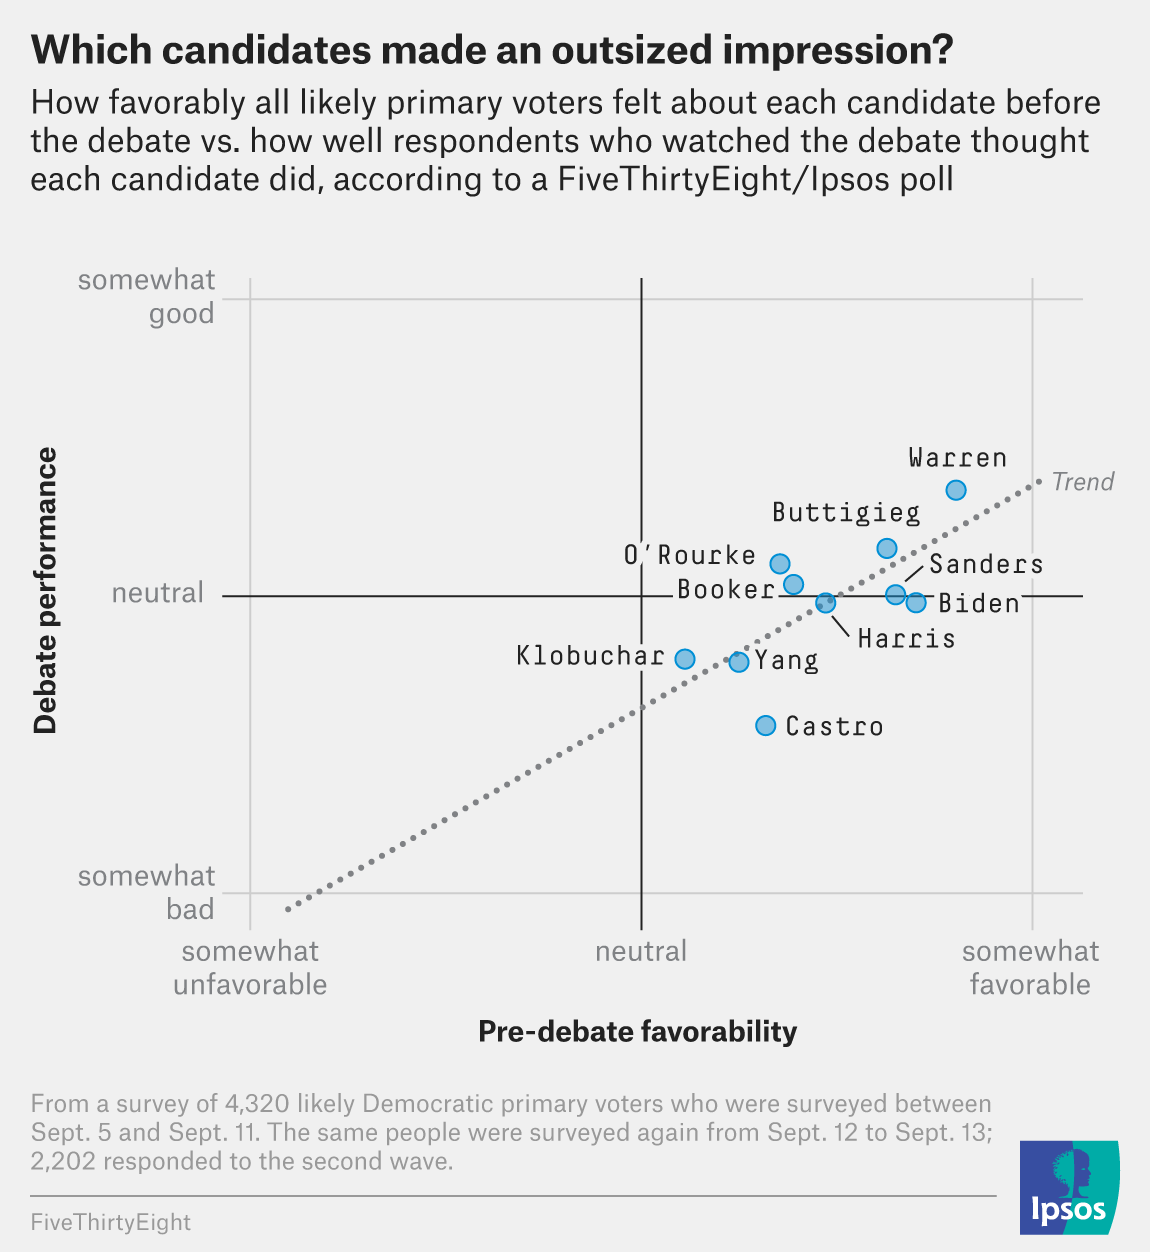 Which candidates made an outsized impression?
How favorably all likely primary voters felt about each candidate before
the debate vs. how well respondents who watched the debate thought
each candidate did, according to a FiveThirtyEight/Ipsos poll
somewhat
good
Warren
Trend
Buttigieg
O'Rourke
Sanders
Booker
neutral
Biden
Harris
Klobuchar
Yang
Castro
Debate performance
somewhat
bad
somewhat
unfavorable
neutral
somewhat
favorable
Pre-debate favorability
From a survey of 4,320 likely Democratic primary voters who were surveyed between
Sept. 5 and Sept. 11. The same people were surveyed again from Sept. 12 to Sept. 13;
2,202 responded to the second wave.
FiveThirtyEight
Ipsos